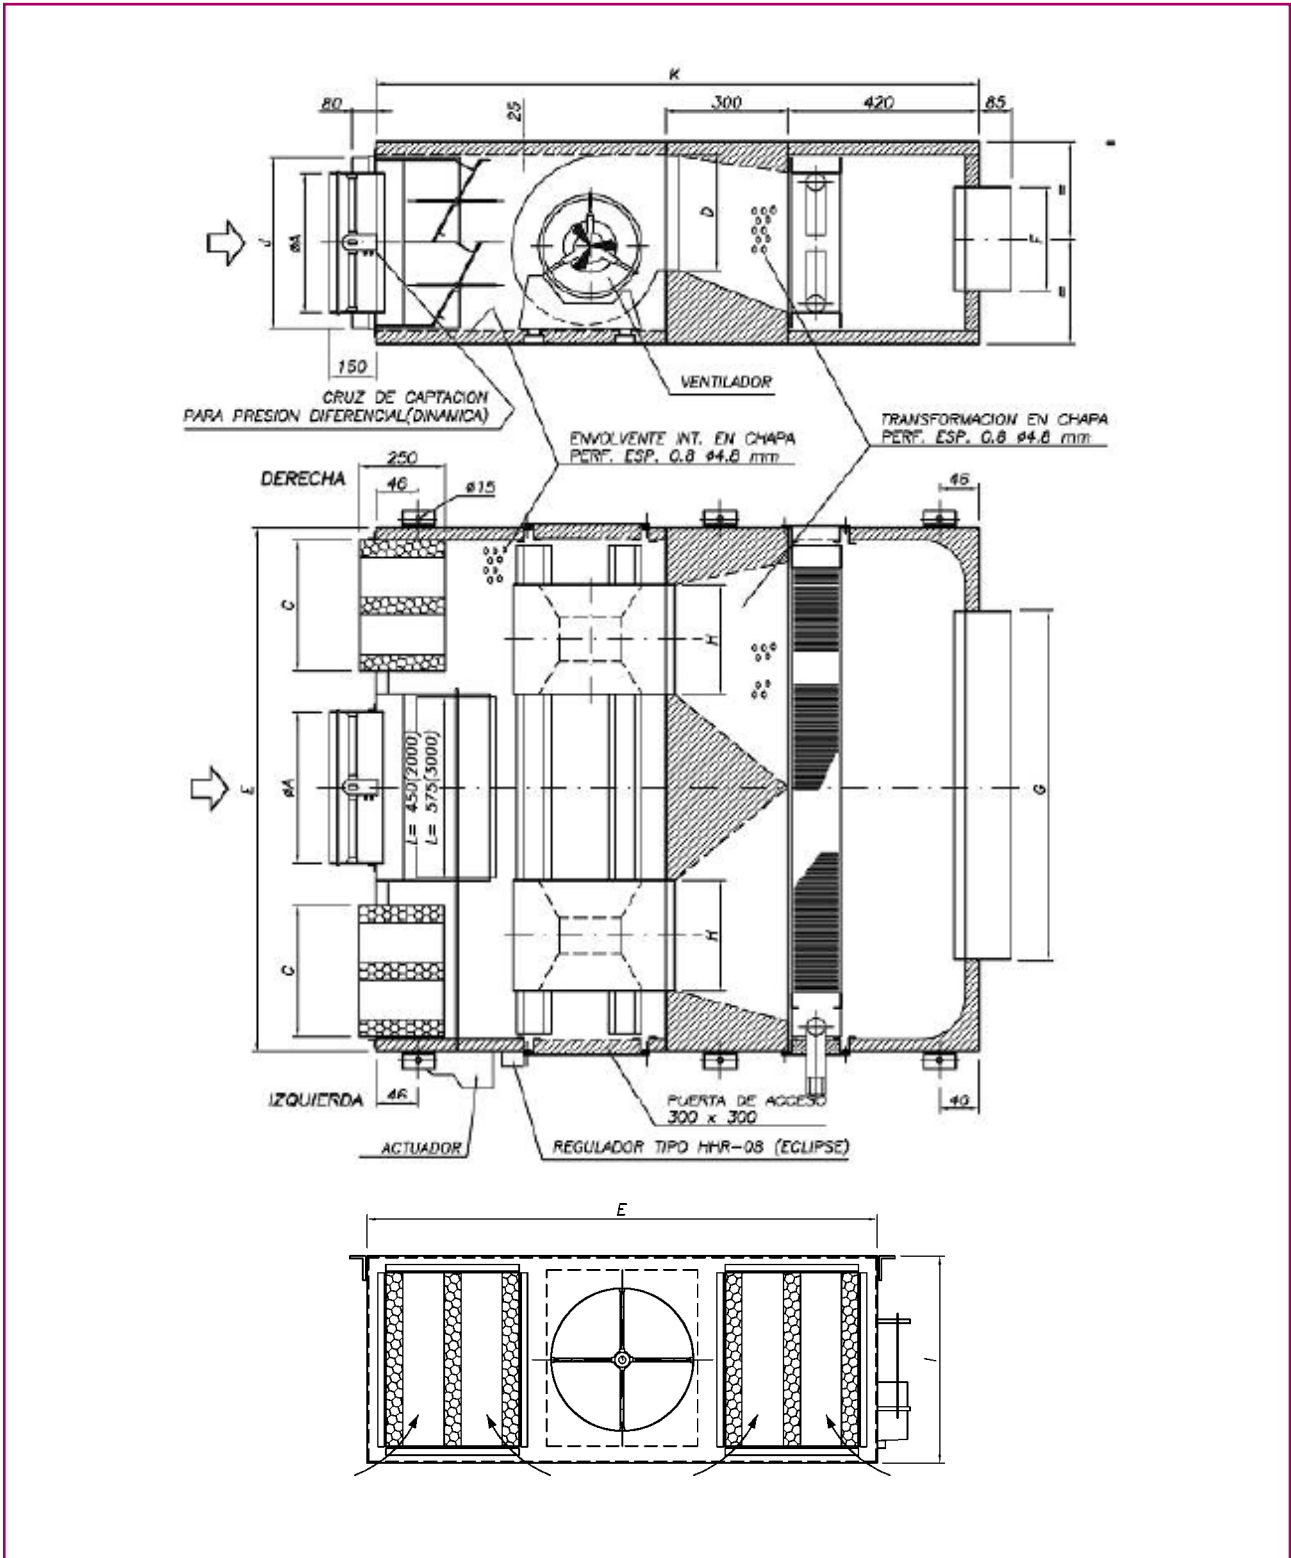 K
80
25
300
420
85
J
øA
D
F
=
=
150
VENTILADOR
CRUZ DE CAPTACION
PARA PRESION DIFERENCIAL(DINAMICA)
TRANSFORMACION EN CHAPA
PERF. ESP. 0.8 ø4.8 mm
ENVOLVENTE INT. EN CHAPA
PERF. ESP. 0.8 ø4.8 mm
250
DERECHA
46
ø15
46
C
H
E
øA
L= 450(2000)
L= 575(3000)
G
C
H
IZQUIERDA
46
46
PUERTA DE ACCESO
300 x 300
ACTUADOR
REGULADOR TIPO HHR-08 (ECLIPSE)
E
I